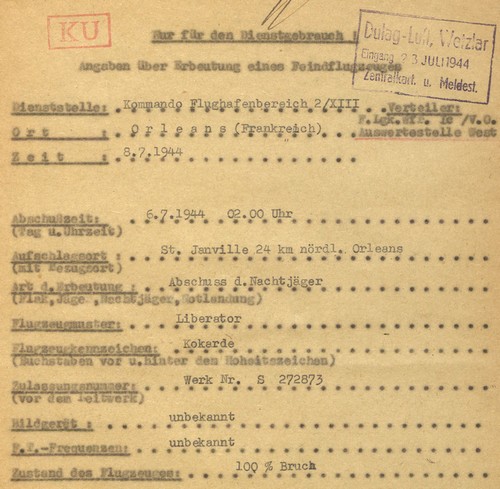 KU
Nur für den Dienstgebrauch !
Dulag-Luft, Wetzlar
Eingang 23 JULI 1944
Zentralkart. u. Meldest.
Angaben über Erbeutung eines Feindflugzeuges
Dienststelle: Kommando Flughafenbereich 2/XIII Verteiler:
F.Lgk. Ic /V.O.
Ort : Orleans (Frankreich) Auswertestelle West
Zeit : 8.7.1944
Abschußzeit: 6.7.1944 02.00 Uhr
(Tag u.Uhrzeit)
Aufschlagsort : St. Janville 24 km nördl. Orleans
(mit Bezugsort)
Art d.Erbeutung : Abschuss d.Nachtjäger
(Flak,Jäger,Nachtjäger,Notlandung)
Flugzeugmuster: Liberator
Flugzeugkennzeichen: Kokarde
(Buchstaben vor u.hinter dem Hoheitszeichen)
Zulassungsnummer: Werk Nr. S 272873
(vor dem Leitwerk)
Bildgerät : unbekannt
F.T.-Frequenzen: unbekannt
Zustand des Flugzeuges: 100 % Bruch